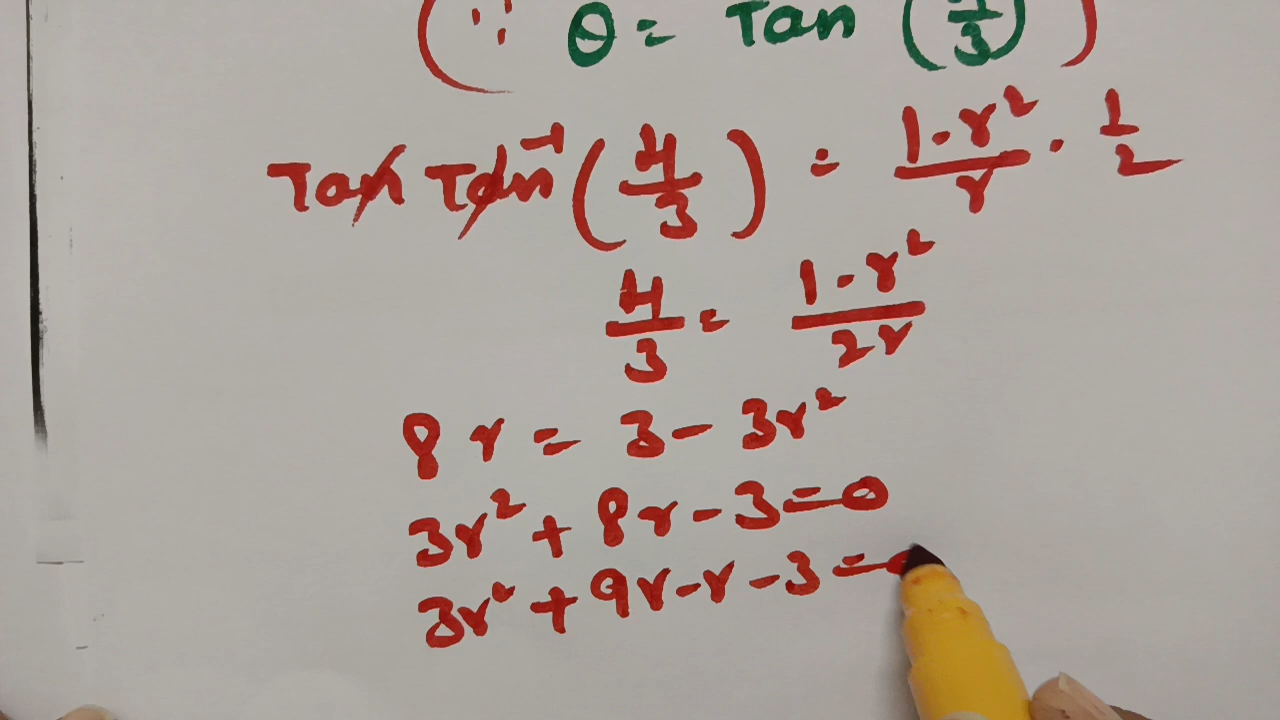 (∵ θ = Tan (4/3))
Tan Tan⁻¹ (4/3) = (1-r²)/r · 1/2
4/3 = (1-r²)/2r
8r = 3 - 3r²
3r² + 8r - 3 = 0
3r² + 9r - r - 3 = 0